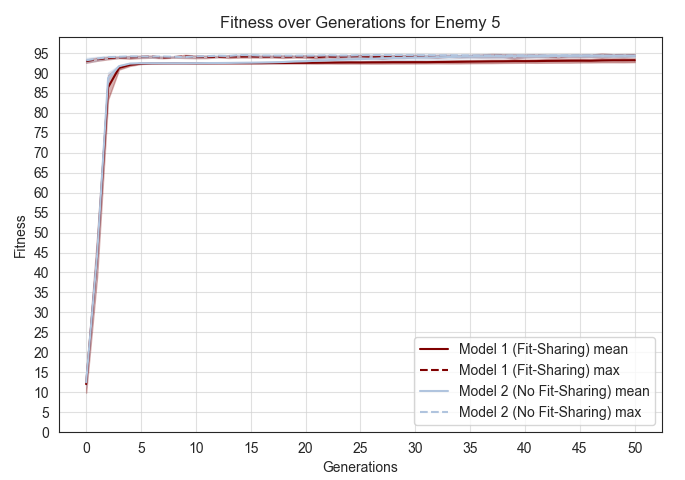 Fitness over Generations for Enemy 5
95
90
85
80
75
70
65
60
55
50
45
40
35
30
25
20
15
10
5
0
Fitness
Model 1 (Fit-Sharing) mean
Model 1 (Fit-Sharing) max
Model 2 (No Fit-Sharing) mean
Model 2 (No Fit-Sharing) max
0 5 10 15 20 25 30 35 40 45 50
Generations